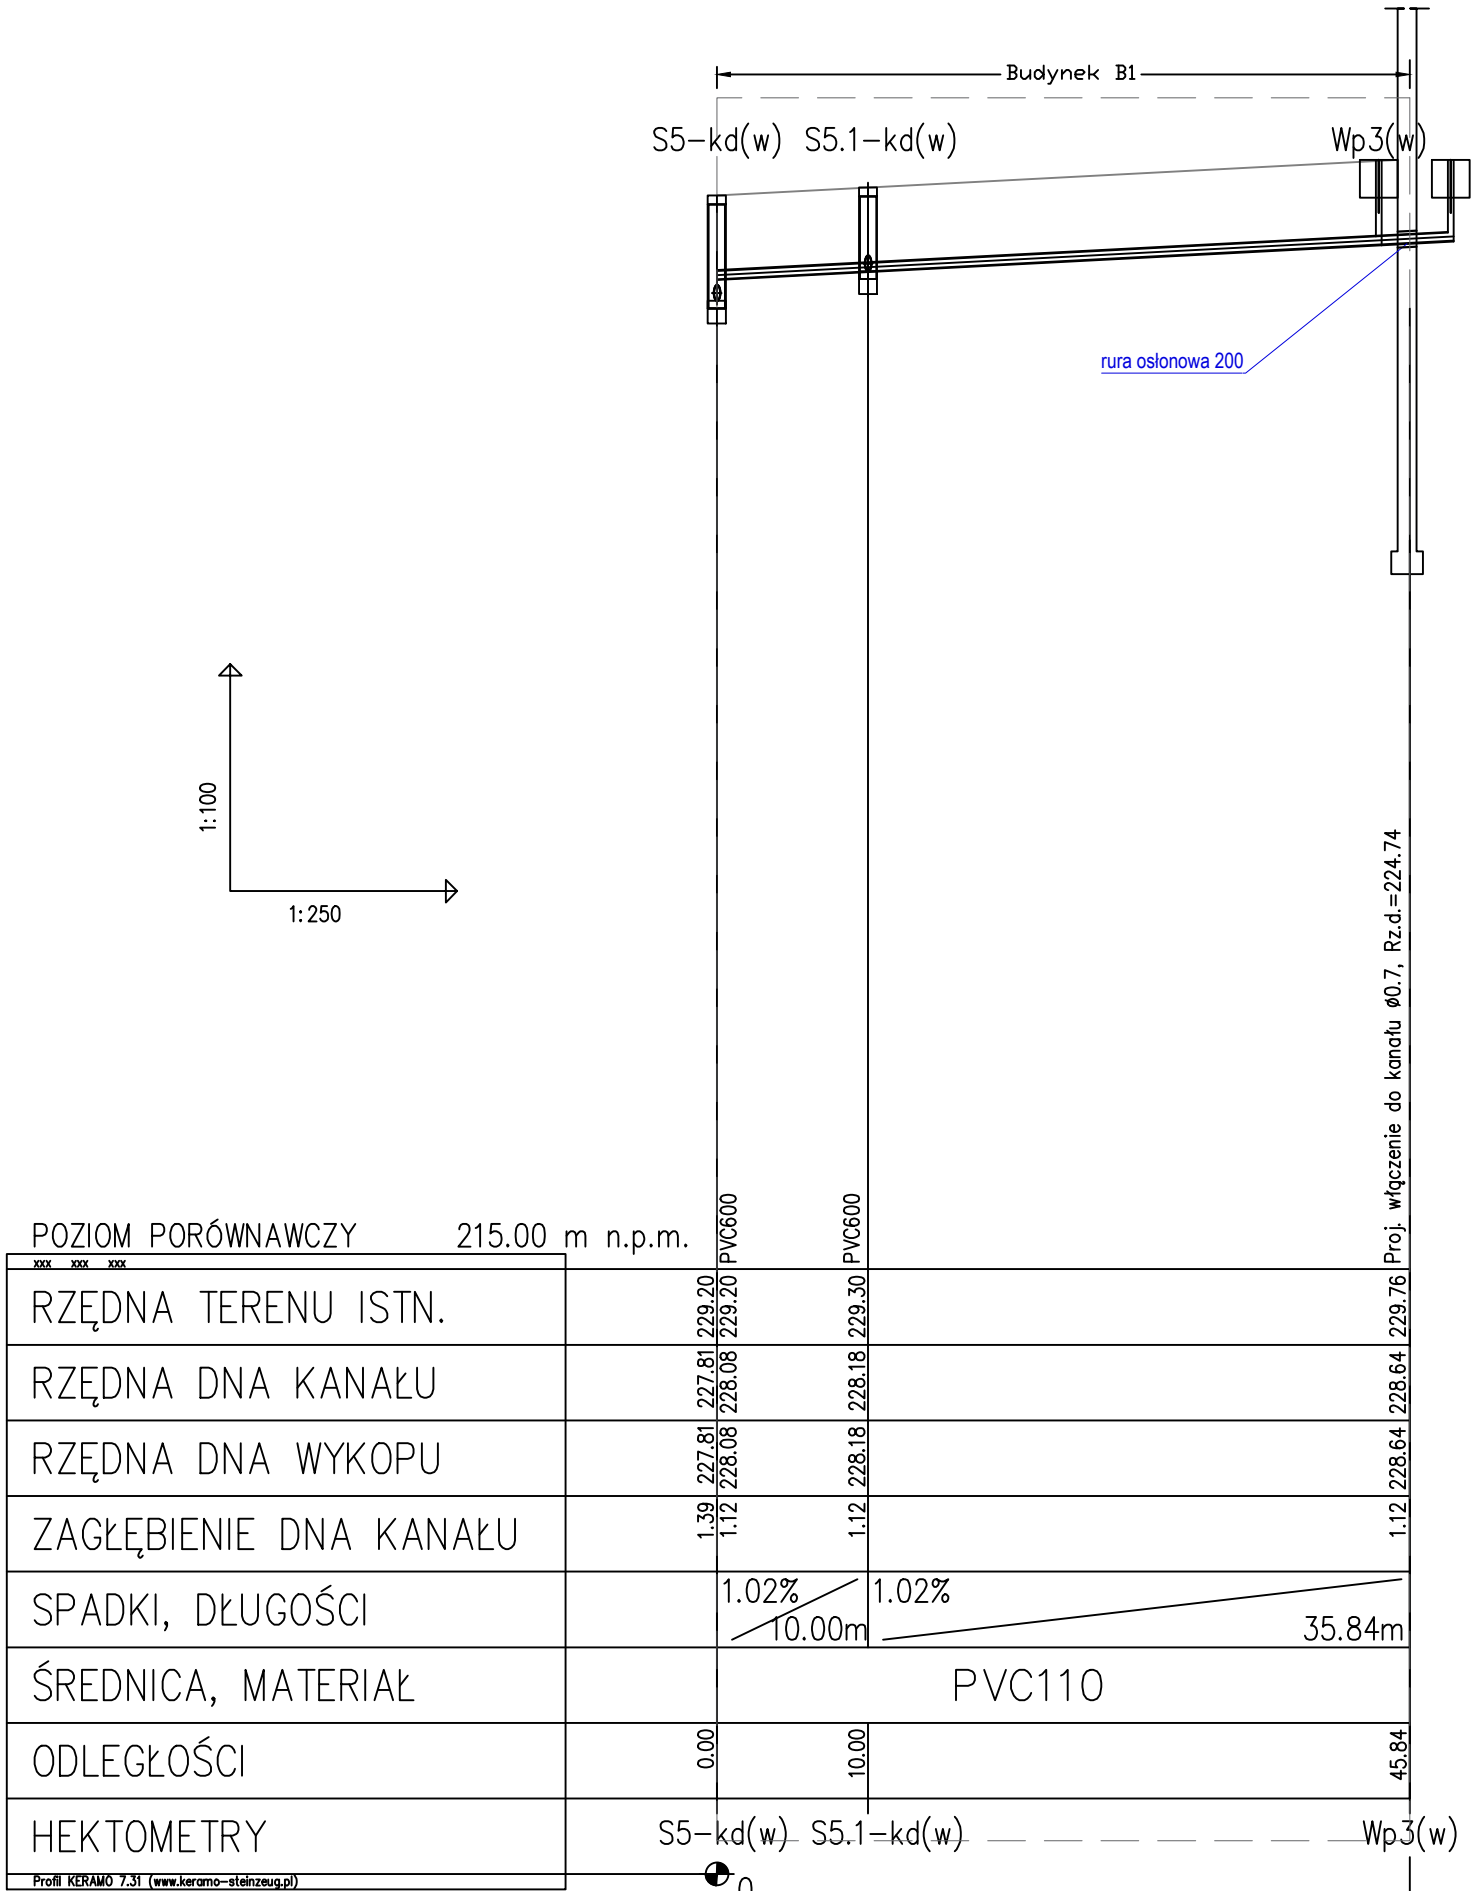 Budynek B1
S5-kd(w) S5.1-kd(w) Wp3(w)
rura osłonowa 200
1:100
1:250
Proj. włączenie do kanału ø0.7, Rz.d.=224.74
PVC600 PVC600
POZIOM PORÓWNAWCZY 215.00 m n.p.m.
xxx xxx xxx
RZĘDNA TERENU ISTN. 229.20 229.20 229.30 229.76
RZĘDNA DNA KANAŁU 227.81 228.08 228.18 228.64
RZĘDNA DNA WYKOPU 227.81 228.08 228.18 228.64
ZAGŁĘBIENIE DNA KANAŁU 1.39 1.12 1.12 1.12
SPADKI, DŁUGOŚCI 1.02% 10.00m 1.02% 35.84m
ŚREDNICA, MATERIAŁ PVC110
ODLEGŁOŚCI 0.00 10.00 45.84
HEKTOMETRY S5-kd(w) S5.1-kd(w) Wp3(w)
Profil KERAMO 7.31 (www.keramo-steinzeug.pl)
0